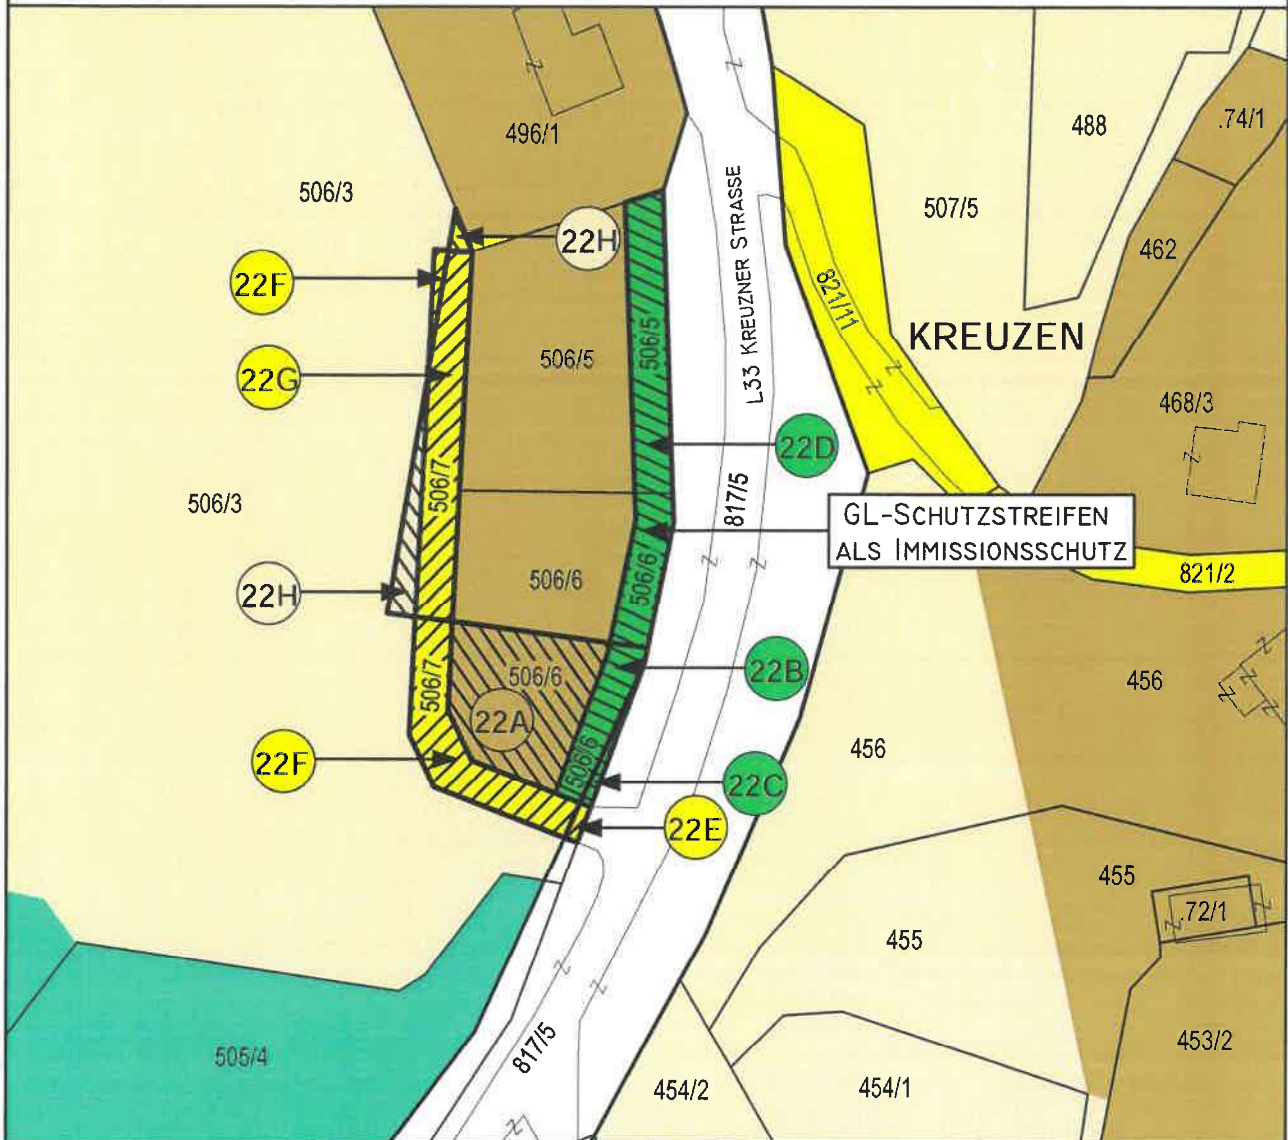 496/1
488
.74/1
506/3
507/5
462
22H
22F
L33 KREUZNER STRASSE
821/11
KREUZEN
506/5
506/5
22G
468/3
22D
506/7
506/3
817/5
GL-SCHUTZSTREIFEN
ALS IMMISSIONSSCHUTZ
506/6
506/6
22H
821/2
506/7
506/6
22B
456
22A
456
22F
506/6
22C
22E
455
.72/1
455
505/4
817/5
453/2
454/2
454/1